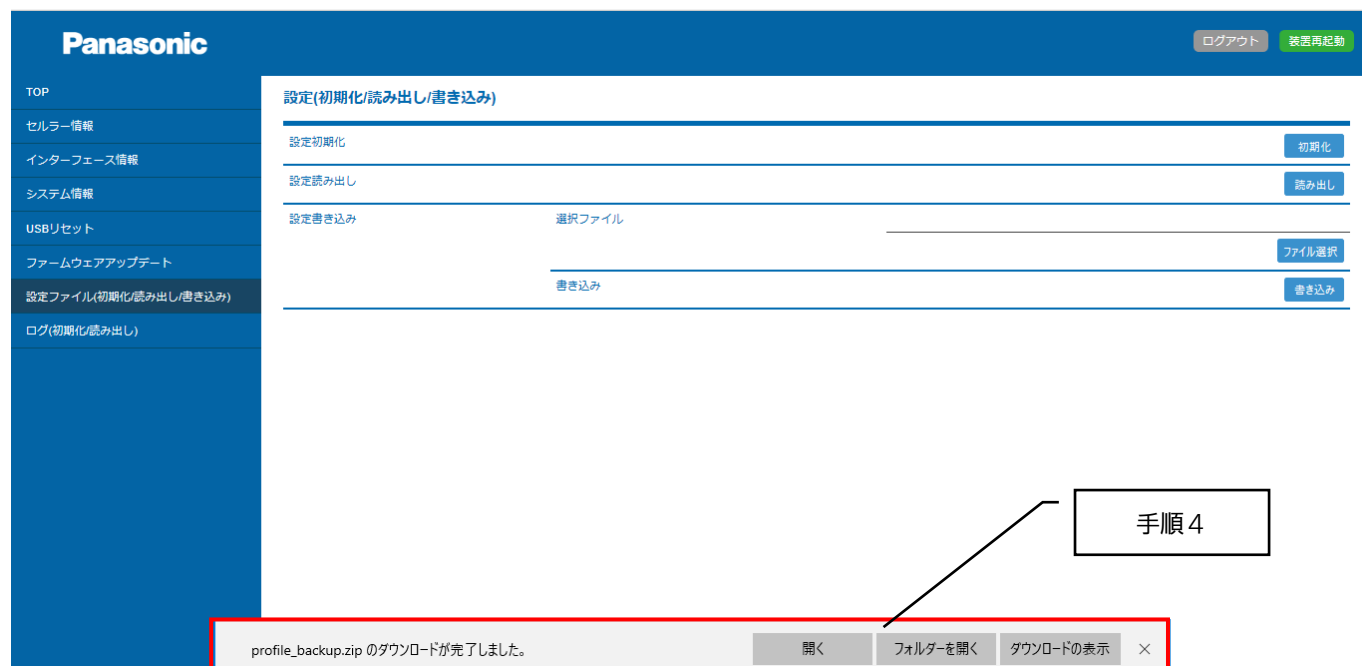 Panasonic
ログアウト 装置再起動
TOP
セルラー情報
インターフェース情報
システム情報
USBリセット
ファームウェアアップデート
設定ファイル(初期化/読み出し/書き込み)
ログ(初期化/読み出し)
設定(初期化/読み出し/書き込み)
設定初期化 初期化
設定読み出し 読み出し
設定書き込み 選択ファイル
ファイル選択
書き込み 書き込み
手順４
profile_backup.zip のダウンロードが完了しました。 開く フォルダーを開く ダウンロードの表示 ×